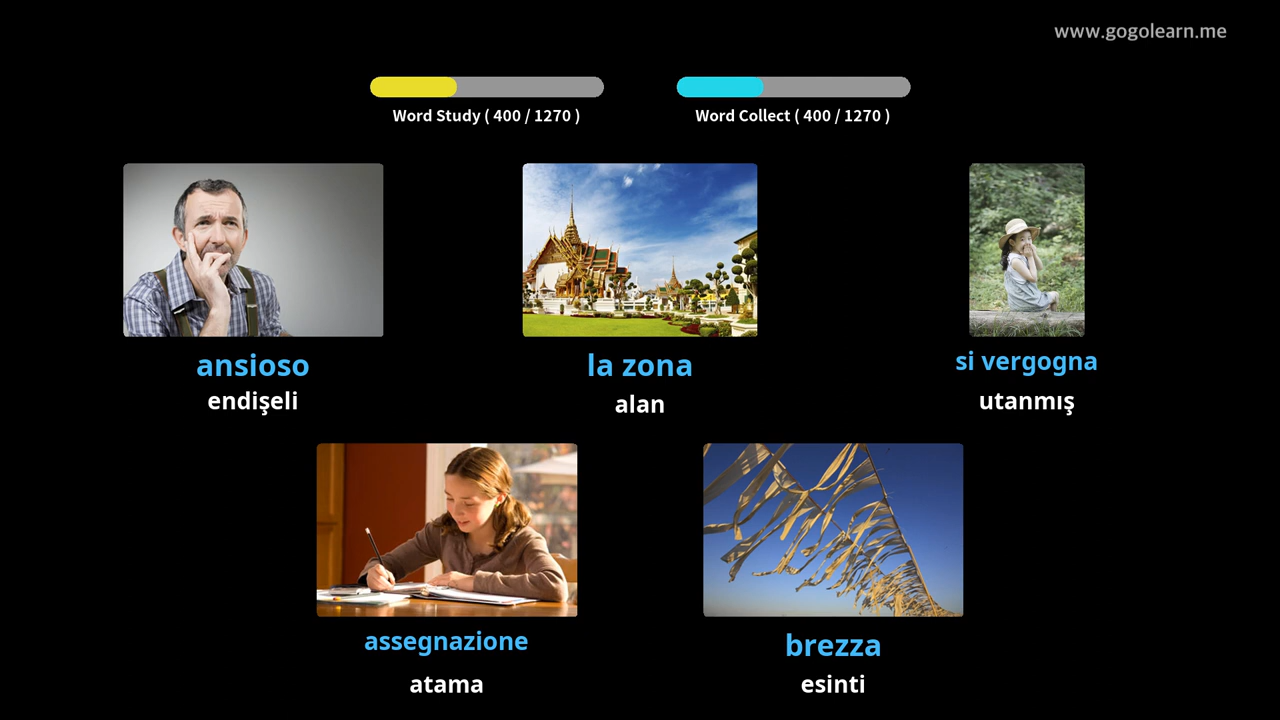 www.gogolearn.me
Word Study ( 400 / 1270 )
Word Collect ( 400 / 1270 )
ansioso
endişeli
la zona
alan
si vergogna
utanmış
assegnazione
atama
brezza
esinti